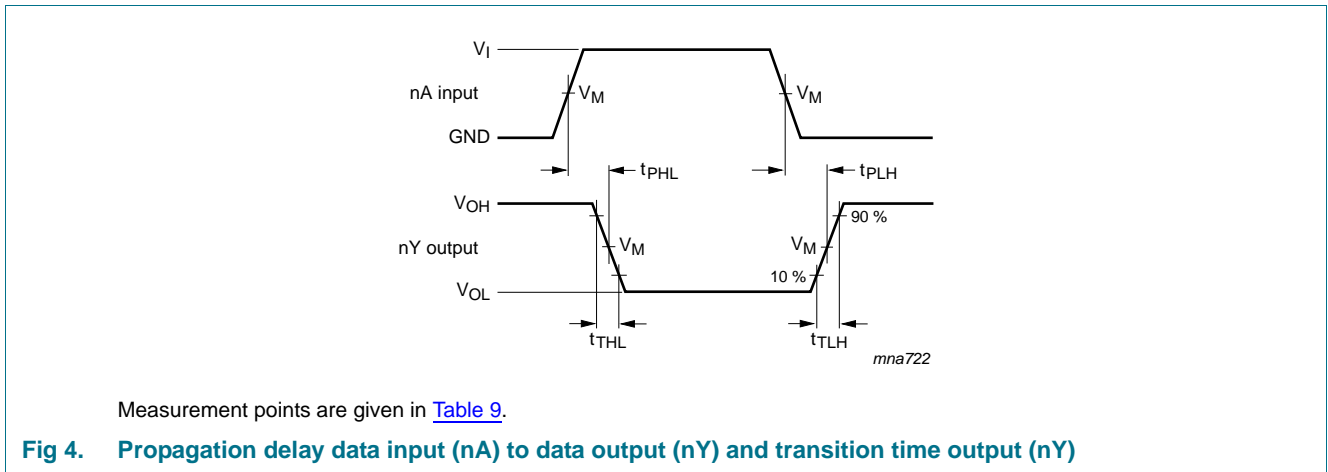 VI
nA input
VM
VM
GND
tPHL
tPLH
VOH
90 %
nY output
VM
VM
10 %
VOL
tTHL
tTLH
mna722
Measurement points are given in Table 9.
Fig 4. Propagation delay data input (nA) to data output (nY) and transition time output (nY)